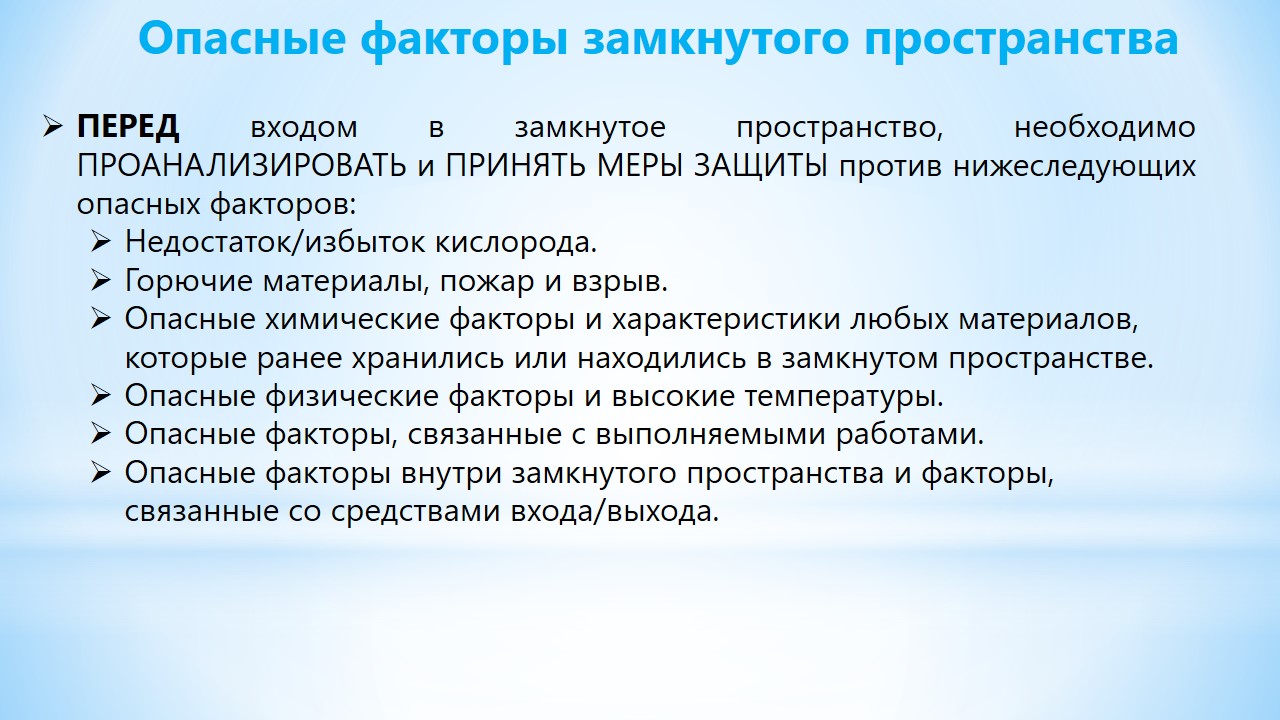 Опасные факторы замкнутого пространства
➢ ПЕРЕД входом в замкнутое пространство, необходимо
ПРОАНАЛИЗИРОВАТЬ и ПРИНЯТЬ МЕРЫ ЗАЩИТЫ против нижеследующих
опасных факторов:
➢ Недостаток/избыток кислорода.
➢ Горючие материалы, пожар и взрыв.
➢ Опасные химические факторы и характеристики любых материалов,
которые ранее хранились или находились в замкнутом пространстве.
➢ Опасные физические факторы и высокие температуры.
➢ Опасные факторы, связанные с выполняемыми работами.
➢ Опасные факторы внутри замкнутого пространства и факторы,
связанные со средствами входа/выхода.